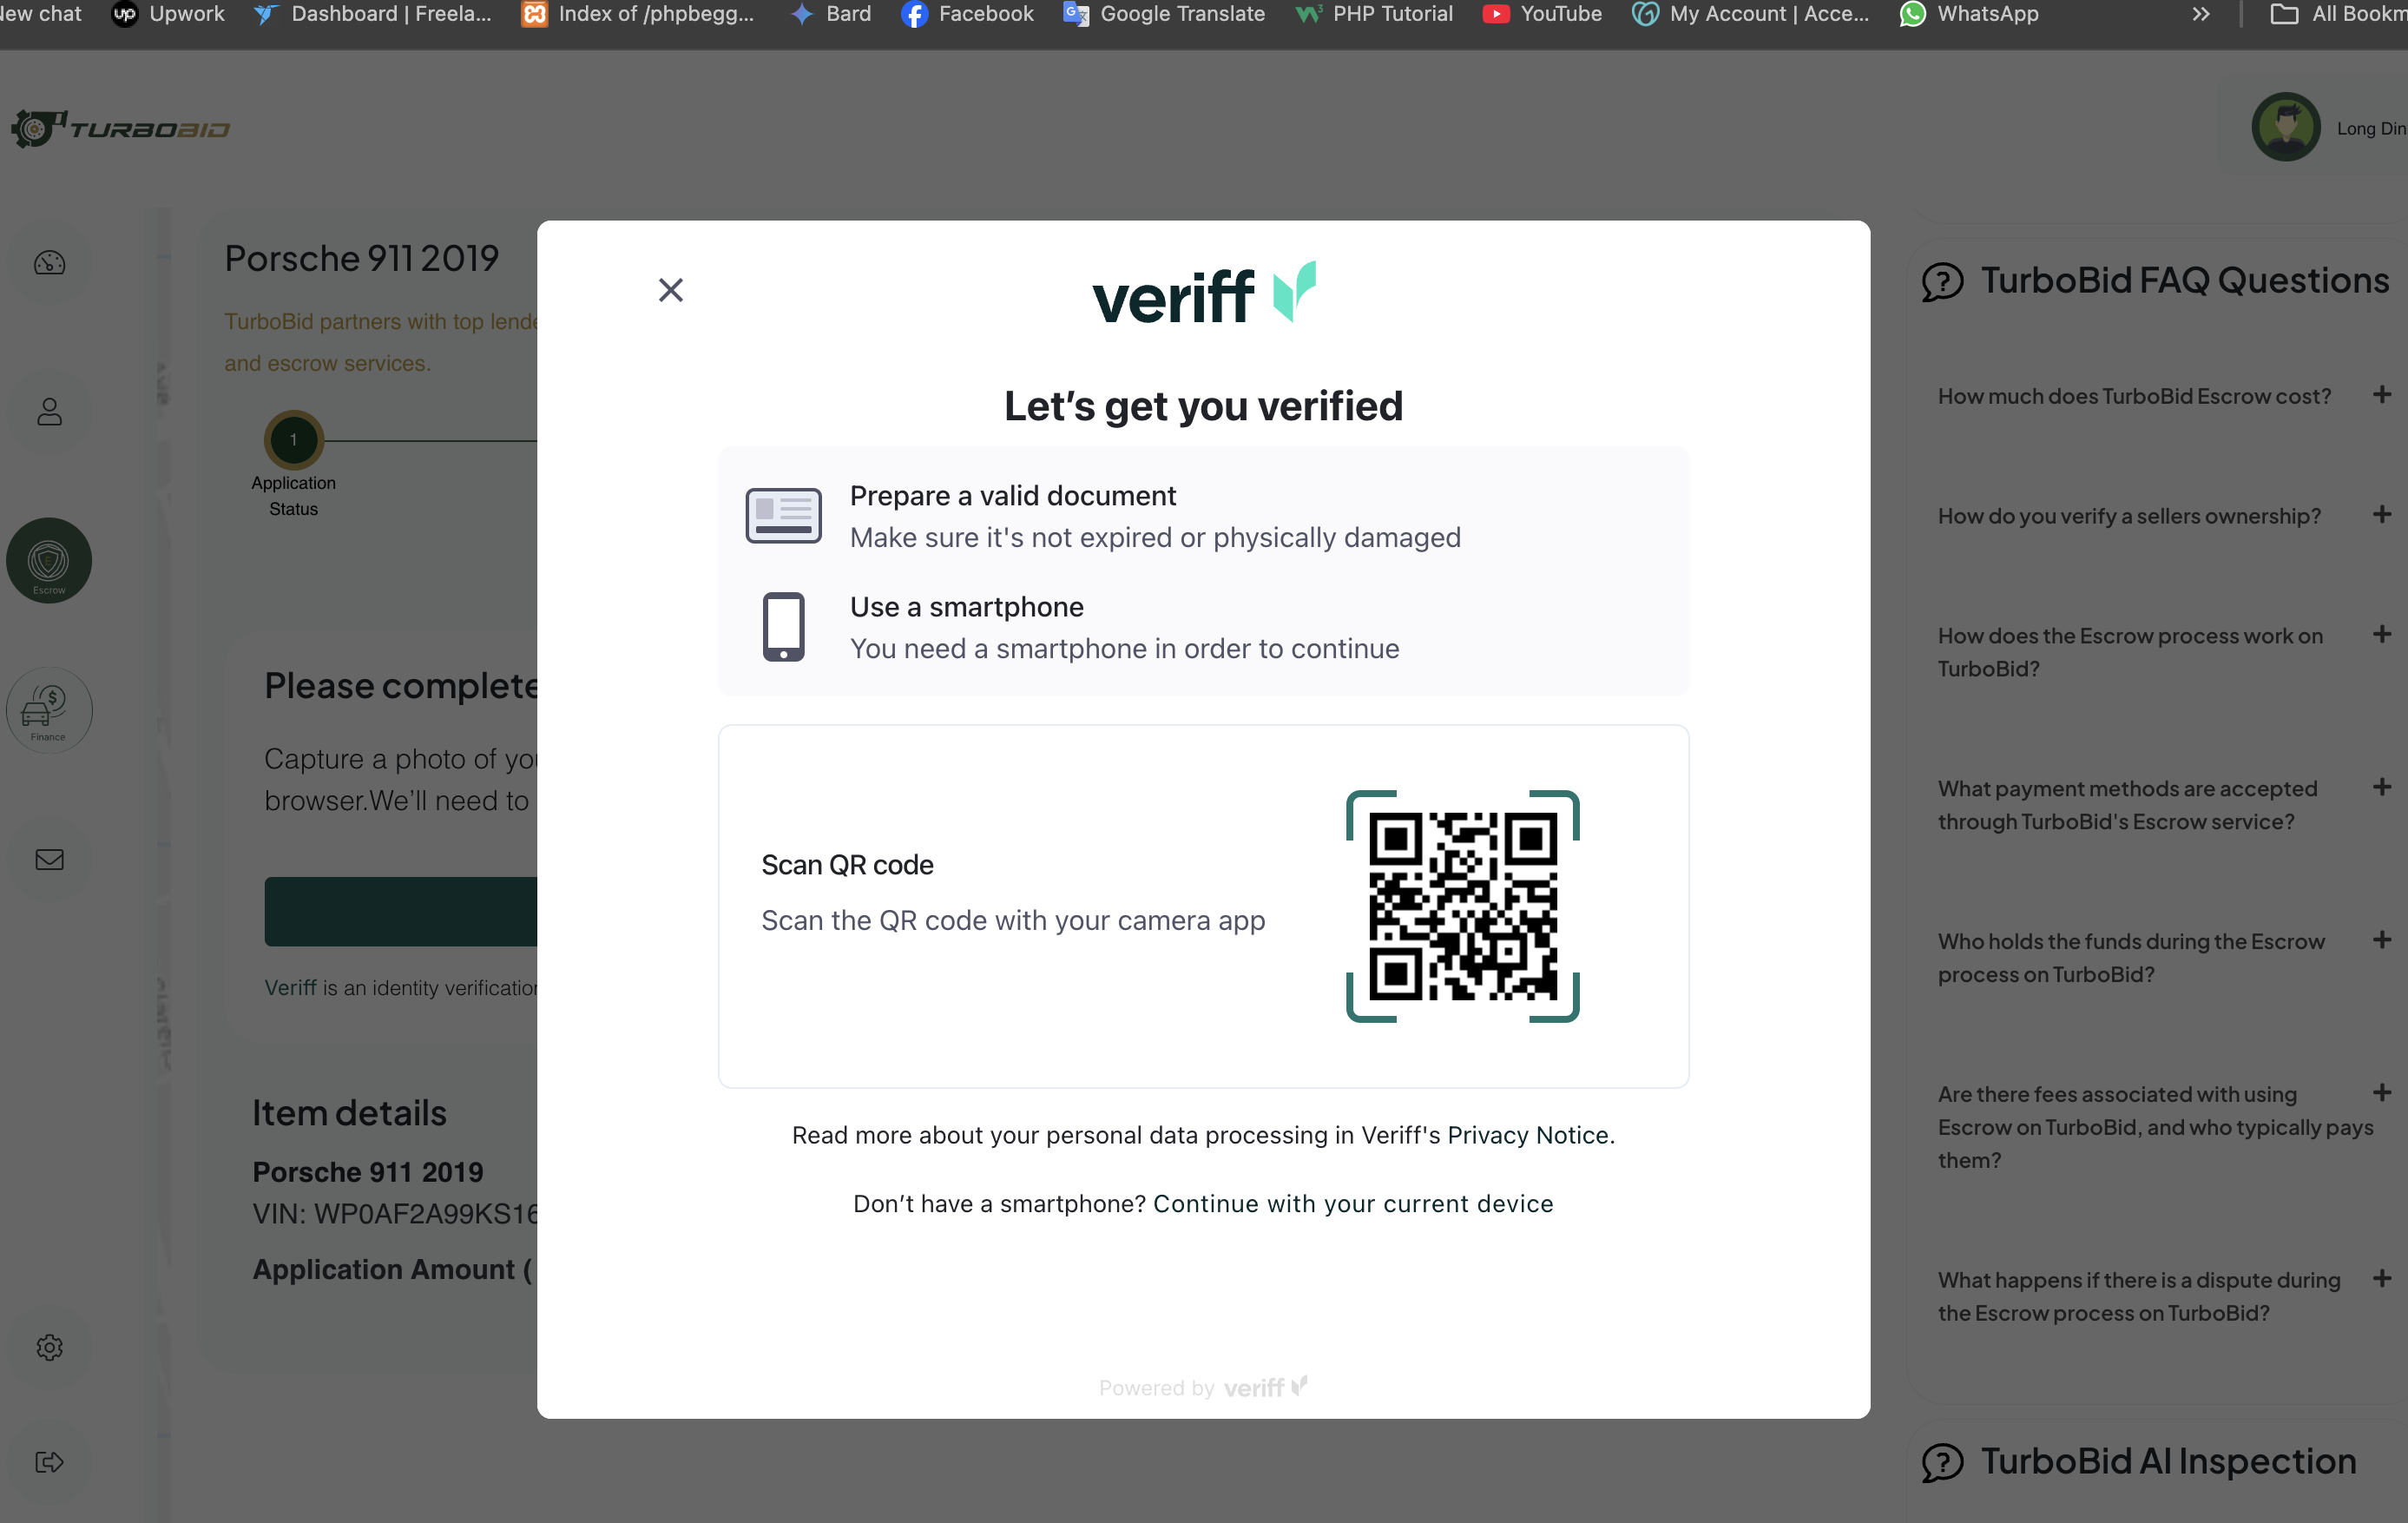 New chat
up Upwork
Dashboard | Freela...
Index of /phpbegg...
Bard
Facebook
Google Translate
PHP Tutorial
YouTube
My Account | Acce...
WhatsApp
All Bookm
TURBOBID
Long Din
Porsche 911 2019
TurboBid partners with top lende
and escrow services.
1
Application
Status
Escrow
Finance
Please complete
Capture a photo of you
browser.We’ll need to
Veriff is an identity verification
Item details
Porsche 911 2019
VIN: WP0AF2A99KS16
Application Amount (
veriff
Let’s get you verified
Prepare a valid document
Make sure it's not expired or physically damaged
Use a smartphone
You need a smartphone in order to continue
Scan QR code
Scan the QR code with your camera app
Read more about your personal data processing in Veriff's Privacy Notice.
Don’t have a smartphone? Continue with your current device
Powered by veriff
TurboBid FAQ Questions
How much does TurboBid Escrow cost?
How do you verify a sellers ownership?
How does the Escrow process work on
TurboBid?
What payment methods are accepted
through TurboBid's Escrow service?
Who holds the funds during the Escrow
process on TurboBid?
Are there fees associated with using
Escrow on TurboBid, and who typically pays
them?
What happens if there is a dispute during
the Escrow process on TurboBid?
TurboBid AI Inspection